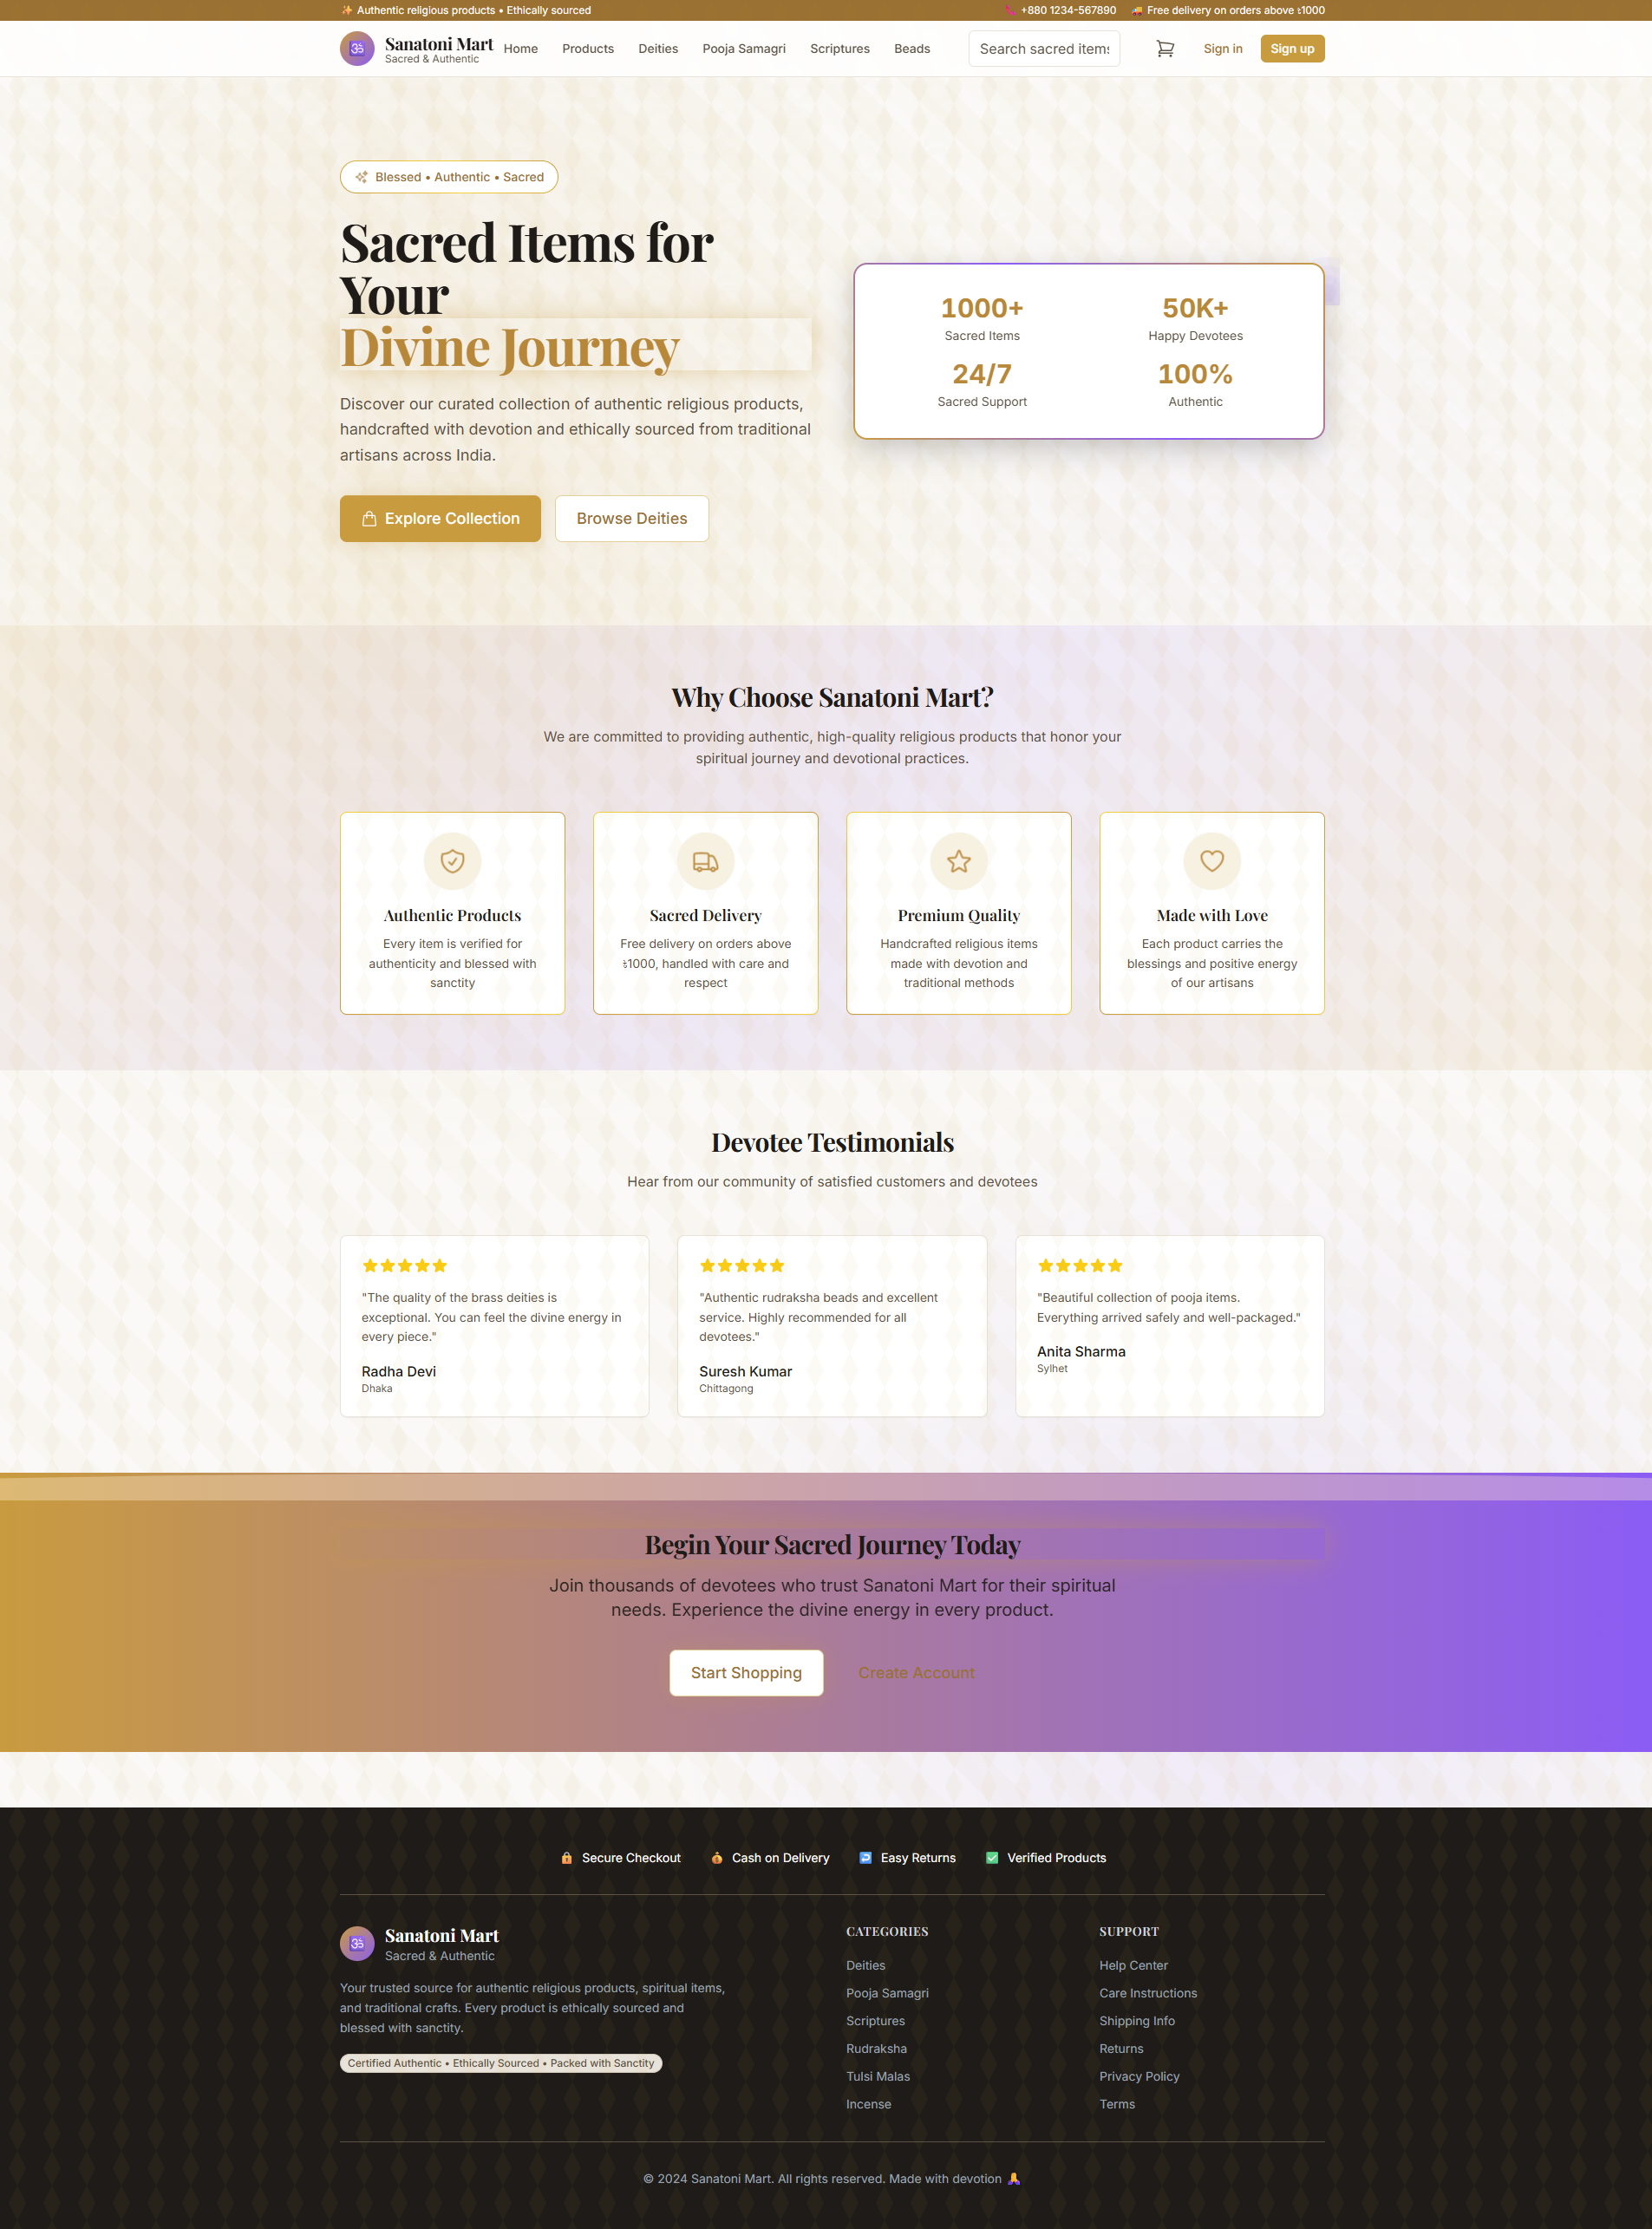 ✨ Authentic religious products • Ethically sourced
📞 +880 1234-567890
🚚 Free delivery on orders above ৳1000
🕉️
Sanatoni Mart
Sacred & Authentic
Home
Products
Deities
Pooja Samagri
Scriptures
Beads
Search sacred items
Sign in
Sign up
Blessed • Authentic • Sacred
Sacred Items for
Your
Divine Journey
Discover our curated collection of authentic religious products,
handcrafted with devotion and ethically sourced from traditional
artisans across India.
Explore Collection
Browse Deities
1000+
Sacred Items
50K+
Happy Devotees
24/7
Sacred Support
100%
Authentic
Why Choose Sanatoni Mart?
We are committed to providing authentic, high-quality religious products that honor your
spiritual journey and devotional practices.
Authentic Products
Every item is verified for
authenticity and blessed with
sanctity
Sacred Delivery
Free delivery on orders above
৳1000, handled with care and
respect
Premium Quality
Handcrafted religious items
made with devotion and
traditional methods
Made with Love
Each product carries the
blessings and positive energy
of our artisans
Devotee Testimonials
Hear from our community of satisfied customers and devotees
"The quality of the brass deities is
exceptional. You can feel the divine energy in
every piece."
Radha Devi
Dhaka
"Authentic rudraksha beads and excellent
service. Highly recommended for all
devotees."
Suresh Kumar
Chittagong
"Beautiful collection of pooja items.
Everything arrived safely and well-packaged."
Anita Sharma
Sylhet
Begin Your Sacred Journey Today
Join thousands of devotees who trust Sanatoni Mart for their spiritual
needs. Experience the divine energy in every product.
Start Shopping
Create Account
🔒 Secure Checkout
💰 Cash on Delivery
↩️ Easy Returns
✅ Verified Products
🕉️
Sanatoni Mart
Sacred & Authentic
Your trusted source for authentic religious products, spiritual items,
and traditional crafts. Every product is ethically sourced and
blessed with sanctity.
Certified Authentic • Ethically Sourced • Packed with Sanctity
CATEGORIES
Deities
Pooja Samagri
Scriptures
Rudraksha
Tulsi Malas
Incense
SUPPORT
Help Center
Care Instructions
Shipping Info
Returns
Privacy Policy
Terms
© 2024 Sanatoni Mart. All rights reserved. Made with devotion 🙏